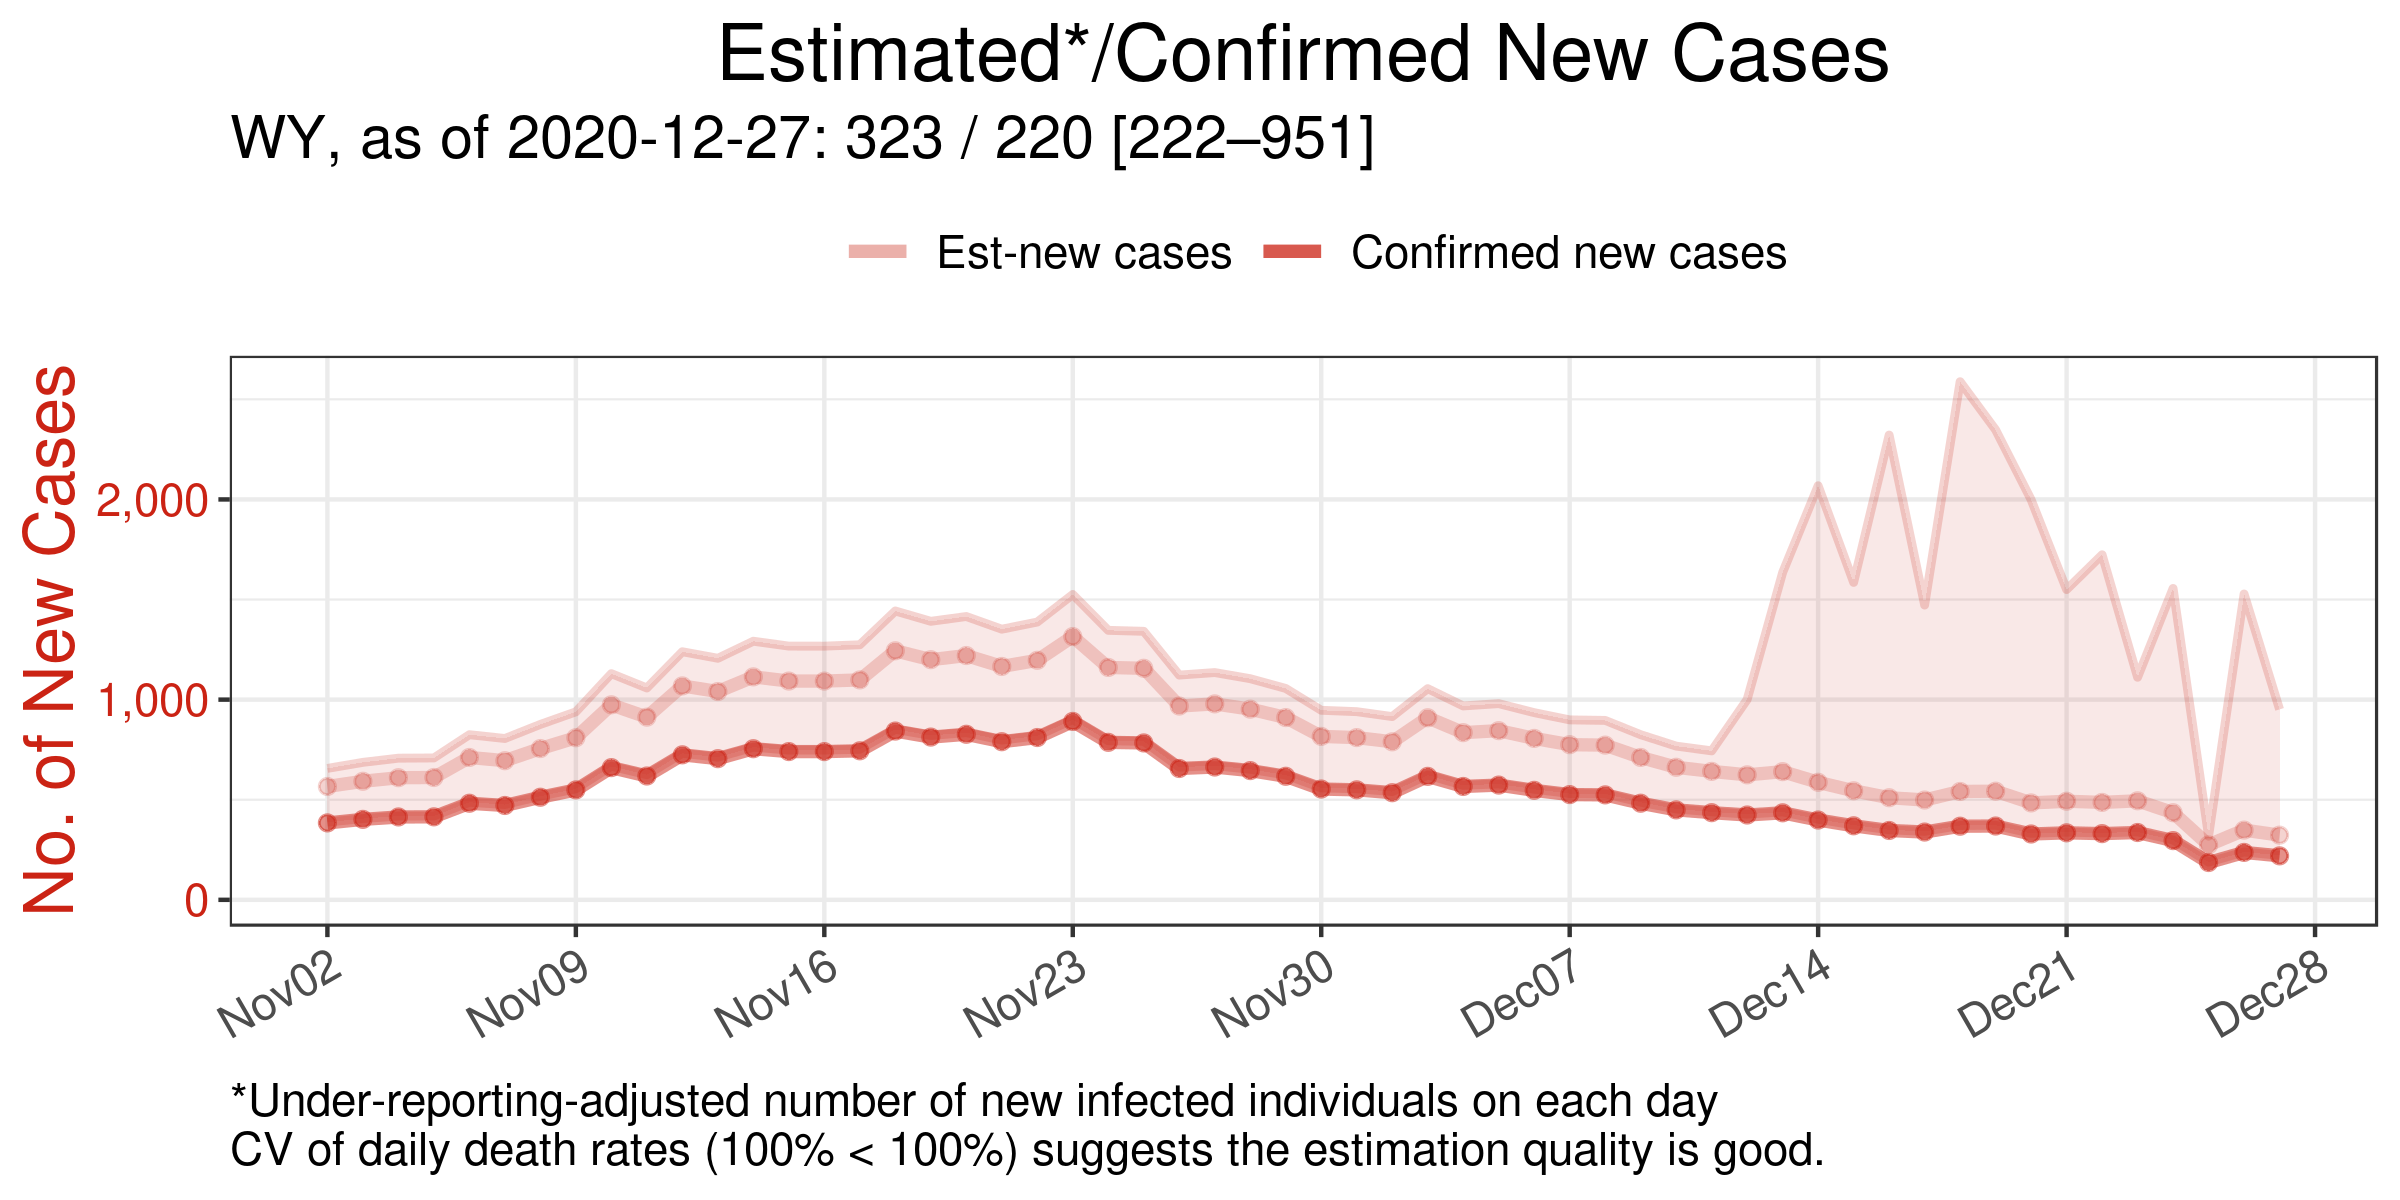 Estimated*/Confirmed New Cases
WY, as of 2020-12-27: 323 / 220 [222–951]
Est-new cases
Confirmed new cases
No. of New Cases
2,000
1,000
0
Nov02
Nov09
Nov16
Nov23
Nov30
Dec07
Dec14
Dec21
Dec28
*Under-reporting-adjusted number of new infected individuals on each day
CV of daily death rates (100% < 100%) suggests the estimation quality is good.